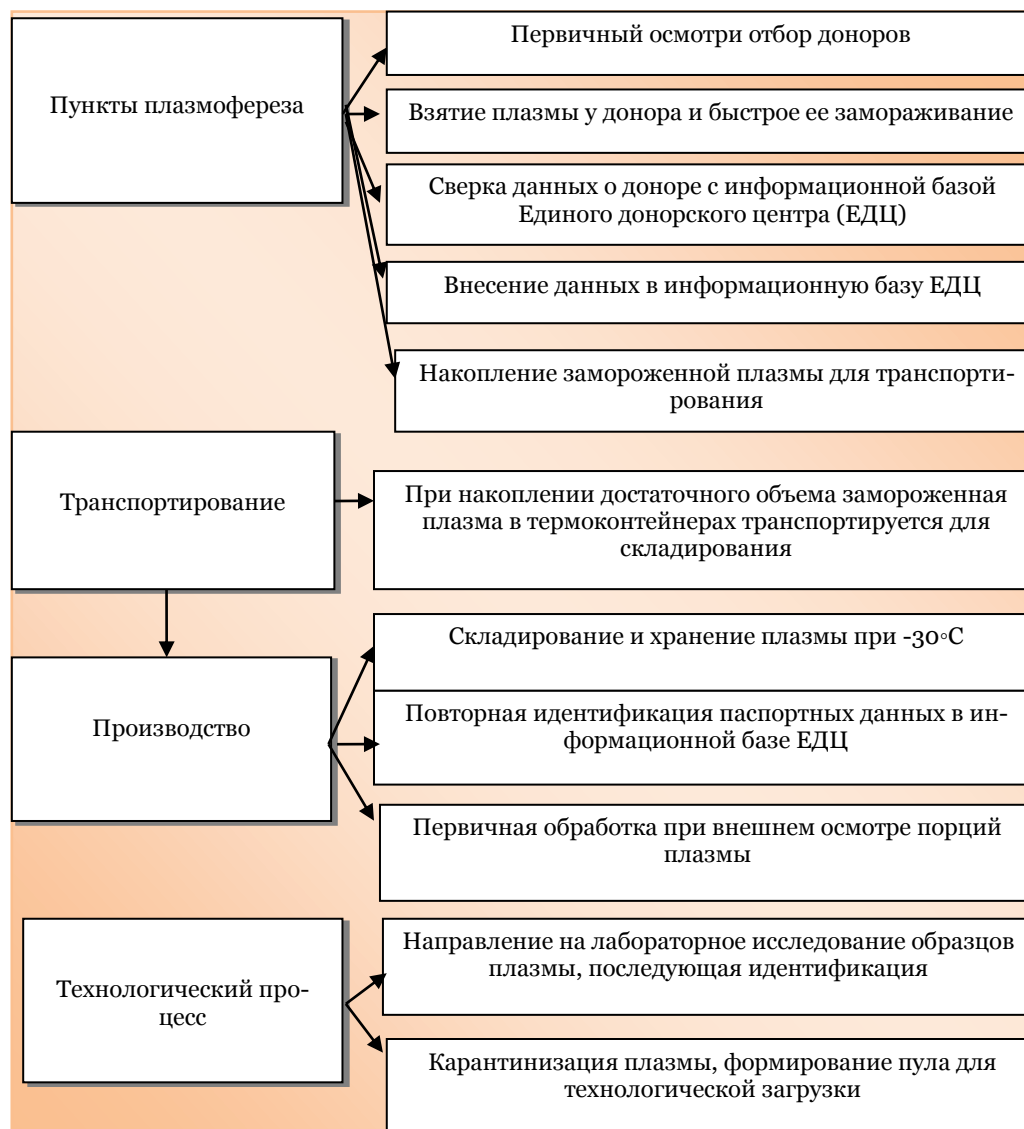 Пункты плазмофереза
Первичный осмотри отбор доноров
Взятие плазмы у донора и быстрое ее замораживание
Сверка данных о доноре с информационной базой
Единого донорского центра (ЕДЦ)
Внесение данных в информационную базу ЕДЦ
Накопление замороженной плазмы для транспорти-
рования
Транспортирование
При накоплении достаточного объема замороженная
плазма в термоконтейнерах транспортируется для
складирования
Производство
Складирование и хранение плазмы при -30◦С
Повторная идентификация паспортных данных в ин-
формационной базе ЕДЦ
Первичная обработка при внешнем осмотре порций
плазмы
Технологический про-
цесс
Направление на лабораторное исследование образцов
плазмы, последующая идентификация
Карантинизация плазмы, формирование пула для
технологической загрузки